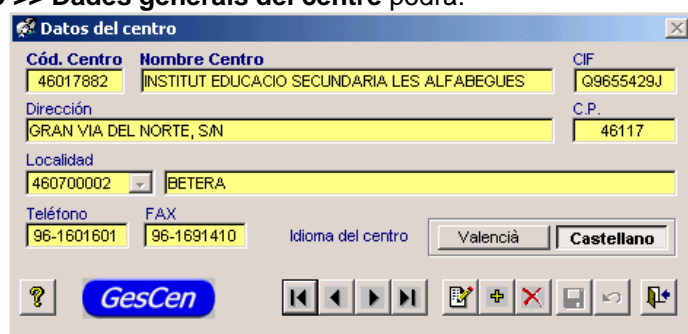 >> Dades generals del centre podrà:
Datos del centro
Cód. Centro Nombre Centro CIF
46017882 INSTITUT EDUCACIO SECUNDARIA LES ALFABEGUES Q9655429J
Dirección C.P.
GRAN VIA DEL NORTE, S/N 46117
Localidad
460700002 BETERA
Teléfono FAX
96-1601601 96-1691410 Idioma del centro Valencià Castellano
? GesCen